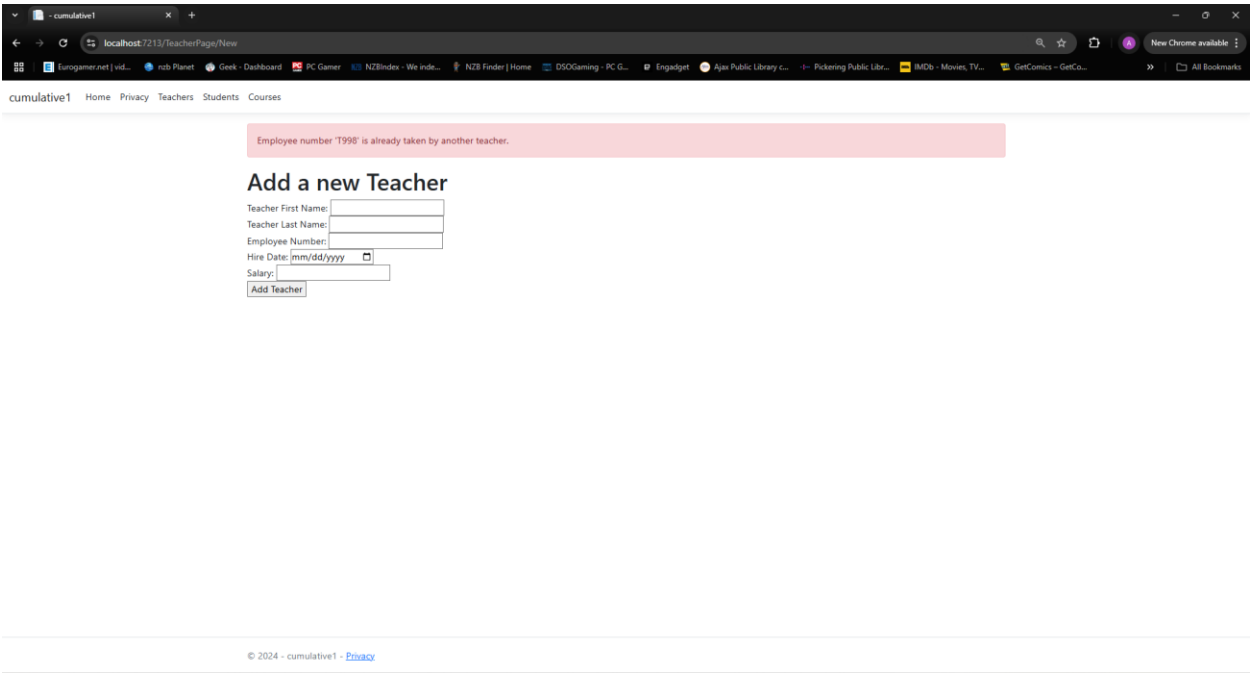 - cumulative1
localhost:7213/TeacherPage/New
New Chrome available
Eurogamer.net | vid...
nzb Planet
Geek - Dashboard
PC Gamer
NZBIndex - We inde...
NZB Finder | Home
DSOGaming - PC G...
Engadget
Ajax Public Library c...
Pickering Public Libr...
IMDb - Movies, TV...
GetComics – GetCo...
All Bookmarks
cumulative1 Home Privacy Teachers Students Courses
Employee number 'T998' is already taken by another teacher.
Add a new Teacher
Teacher First Name:
Teacher Last Name:
Employee Number:
Hire Date: mm/dd/yyyy
Salary:
Add Teacher
© 2024 - cumulative1 - Privacy